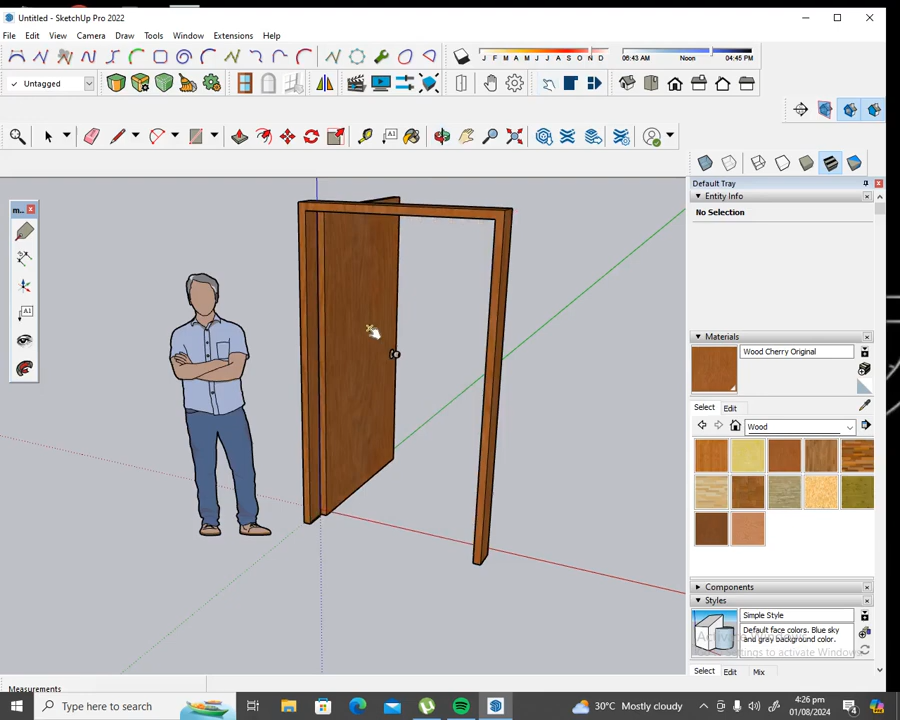 Untitled - SketchUp Pro 2022
File Edit View Camera Draw Tools Window Extensions Help
J F M A M J J A S O N D
06:43 AM Noon 04:45 PM
Untagged
Default Tray
Entity Info
No Selection
m...
A1
Materials
Wood Cherry Original
Select Edit
Wood
Components
Styles
Simple Style
Default face colors. Blue sky
and grey background color.
Select Edit Mix
Measurements
Type here to search
30°C Mostly cloudy
4:26 pm
01/08/2024
4